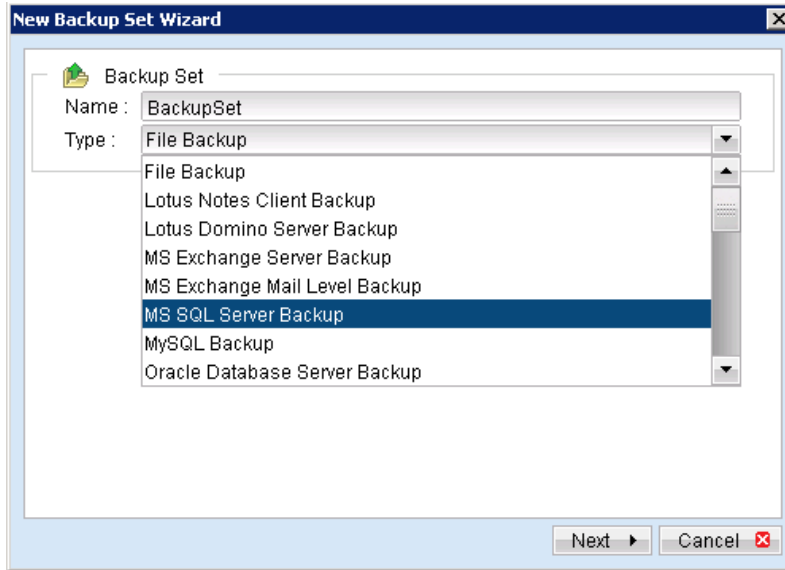 New Backup Set Wizard
Backup Set
Name : BackupSet
Type : File Backup
File Backup
Lotus Notes Client Backup
Lotus Domino Server Backup
MS Exchange Server Backup
MS Exchange Mail Level Backup
MS SQL Server Backup
MySQL Backup
Oracle Database Server Backup
Next Cancel